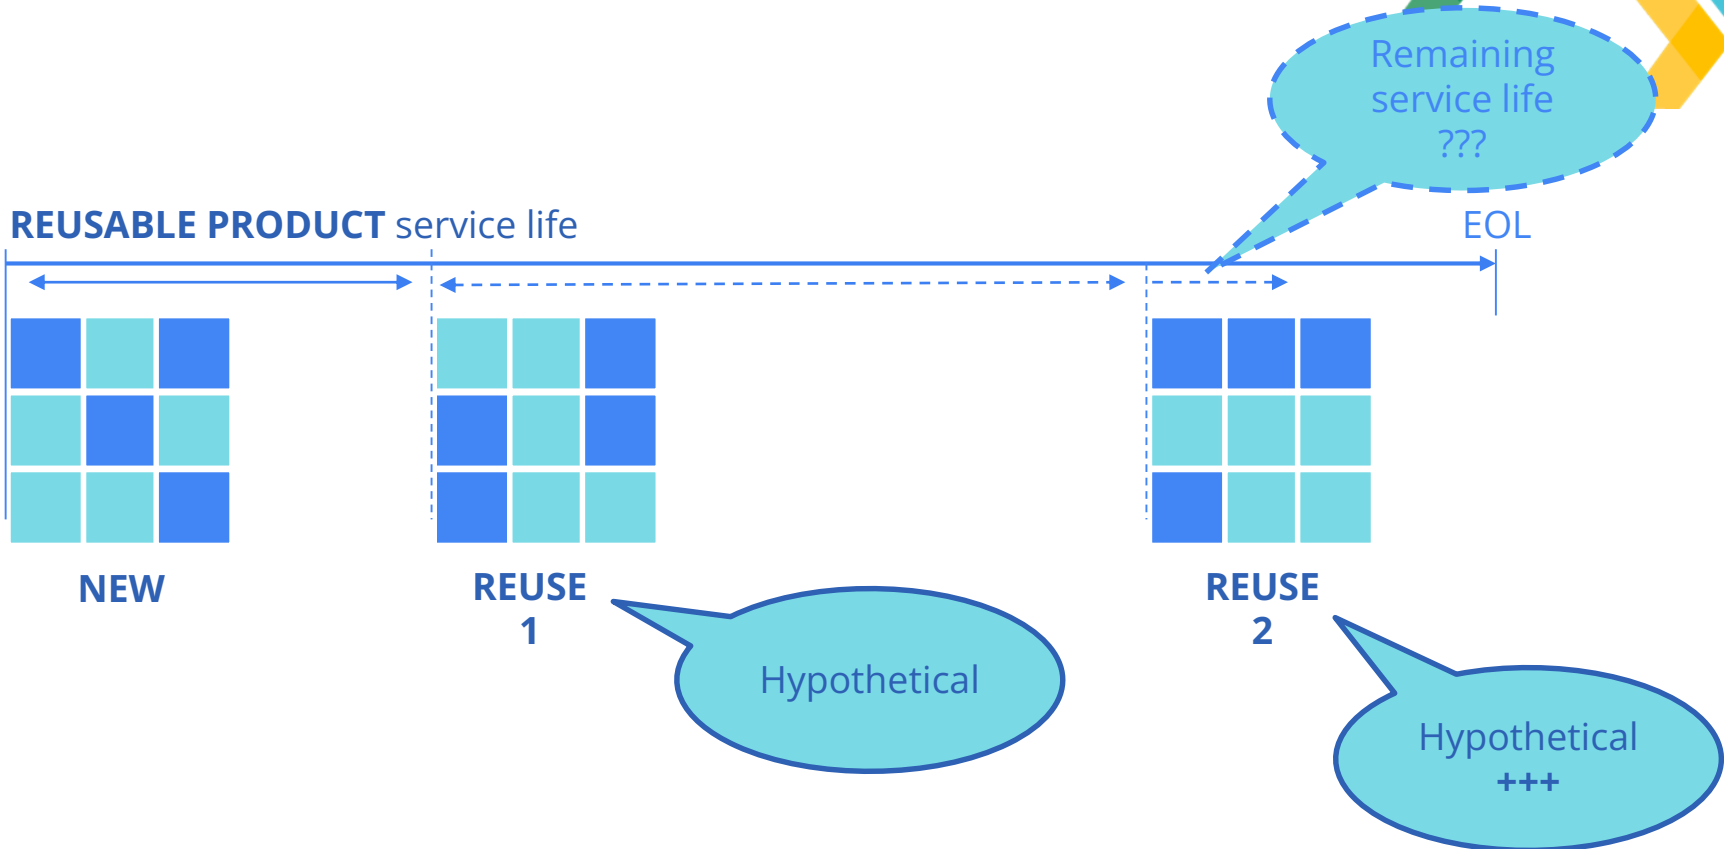 Remaining
service life
???
REUSABLE PRODUCT service life
EOL
NEW
REUSE
1
REUSE
2
Hypothetical
Hypothetical
+++